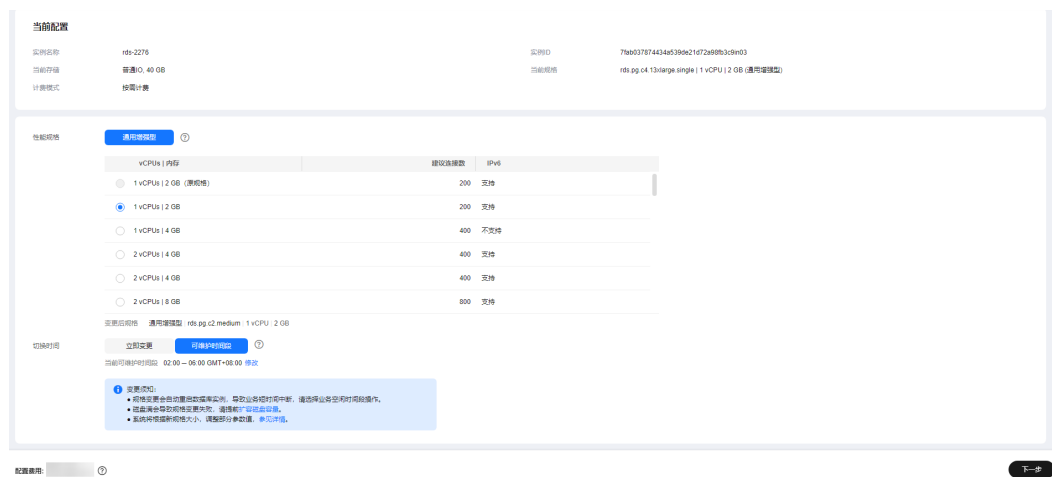 当前配置
实例名称 rds-2276 实例ID 7fab037874434a539de21d72a98fb3c9in03
当前存储 普通IO, 40 GB 当前规格 rds.pg.c4.13xlarge.single | 1 vCPU | 2 GB (通用增强型)
计费模式 按需计费
性能规格 通用增强型
vCPUs | 内存 建议连接数 IPv6
1 vCPUs | 2 GB（原规格） 200 支持
1 vCPUs | 2 GB 200 支持
1 vCPUs | 4 GB 400 不支持
2 vCPUs | 4 GB 400 支持
2 vCPUs | 4 GB 400 支持
2 vCPUs | 8 GB 800 支持
变更后规格 通用增强型 | rds.pg.c2.medium | 1 vCPU | 2 GB
切换时间 立即变更 可维护时间段
当前可维护时间段 02:00 – 06:00 GMT+08:00 修改
变更须知：
● 规格变更会自动重启数据库实例，导致业务短时间中断，请选择业务空闲时间段操作。
● 磁盘满会导致规格变更失败，请提前扩容磁盘容量。
● 系统将根据新规格大小，调整部分参数值，参见详情。
配置费用: 下一步